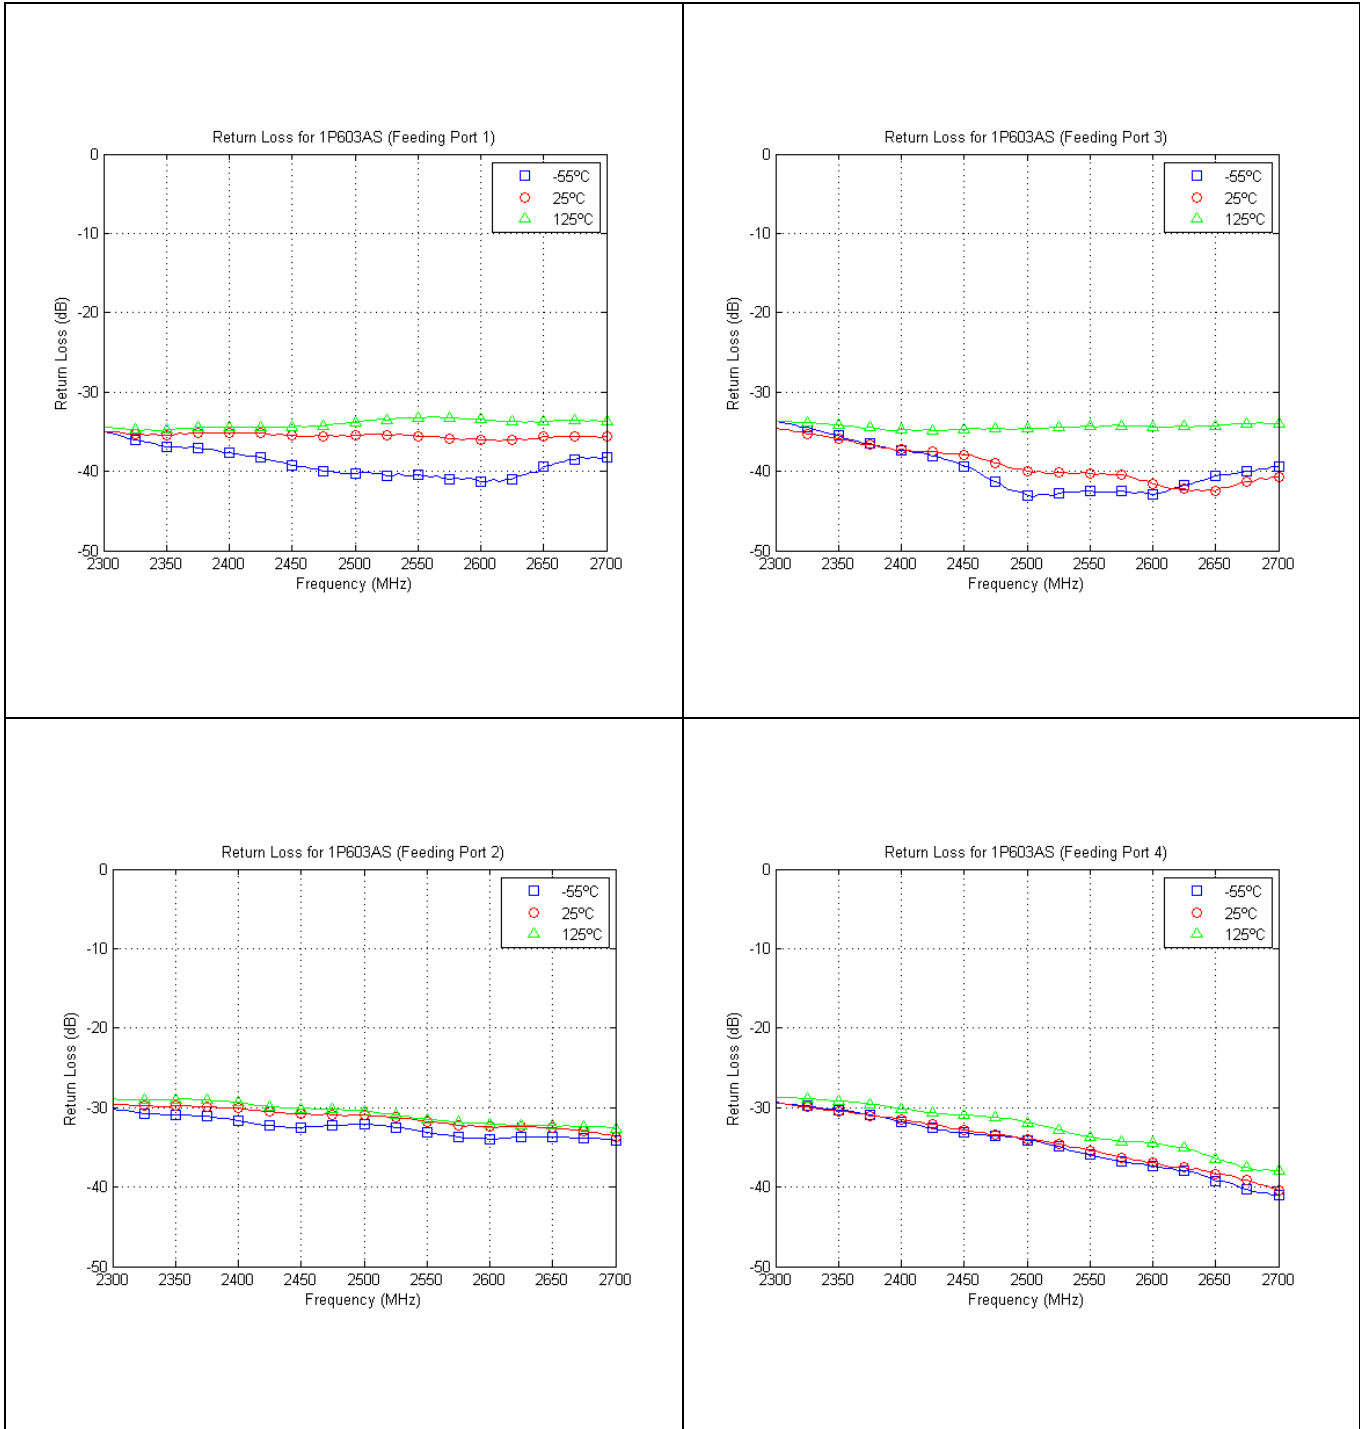 Return Loss for 1P603AS (Feeding Port 1)
0
-10
-20
-30
-40
-50
Return Loss (dB)
-55ºC
25ºC
125ºC
2300 2350 2400 2450 2500 2550 2600 2650 2700
Frequency (MHz)
Return Loss for 1P603AS (Feeding Port 3)
0
-10
-20
-30
-40
-50
Return Loss (dB)
-55ºC
25ºC
125ºC
2300 2350 2400 2450 2500 2550 2600 2650 2700
Frequency (MHz)
Return Loss for 1P603AS (Feeding Port 2)
0
-10
-20
-30
-40
-50
Return Loss (dB)
-55ºC
25ºC
125ºC
2300 2350 2400 2450 2500 2550 2600 2650 2700
Frequency (MHz)
Return Loss for 1P603AS (Feeding Port 4)
0
-10
-20
-30
-40
-50
Return Loss (dB)
-55ºC
25ºC
125ºC
2300 2350 2400 2450 2500 2550 2600 2650 2700
Frequency (MHz)